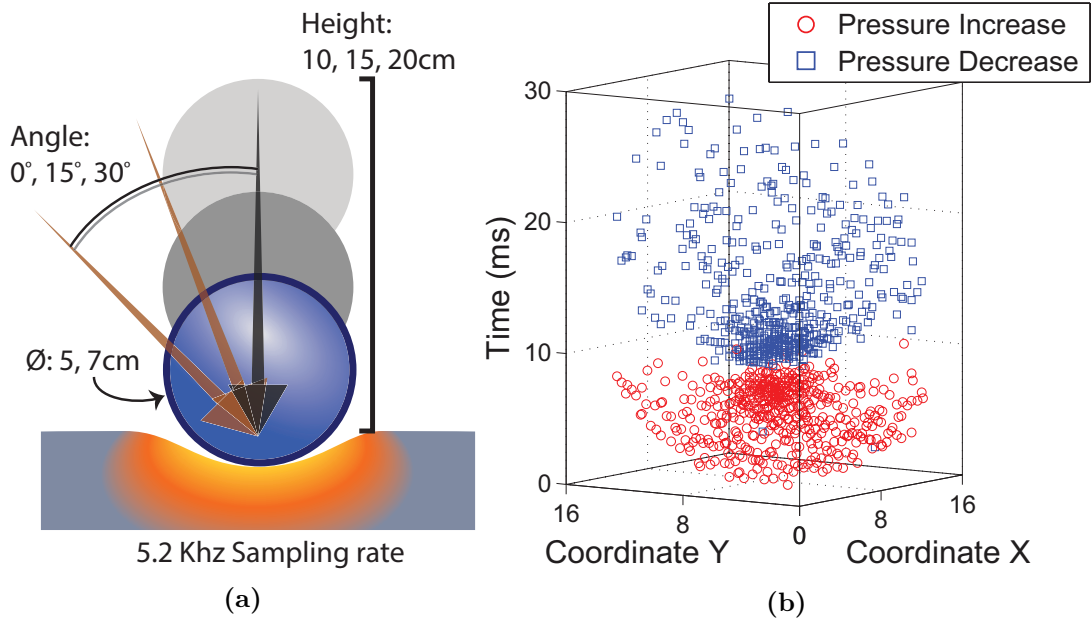 Height:
10, 15, 20cm
Angle:
0°, 15°, 30°
Ø: 5, 7cm
5.2 Khz Sampling rate
(a)
Pressure Increase
Pressure Decrease
30
20
10
0
Time (ms)
16
8
0
8
16
Coordinate Y
Coordinate X
(b)